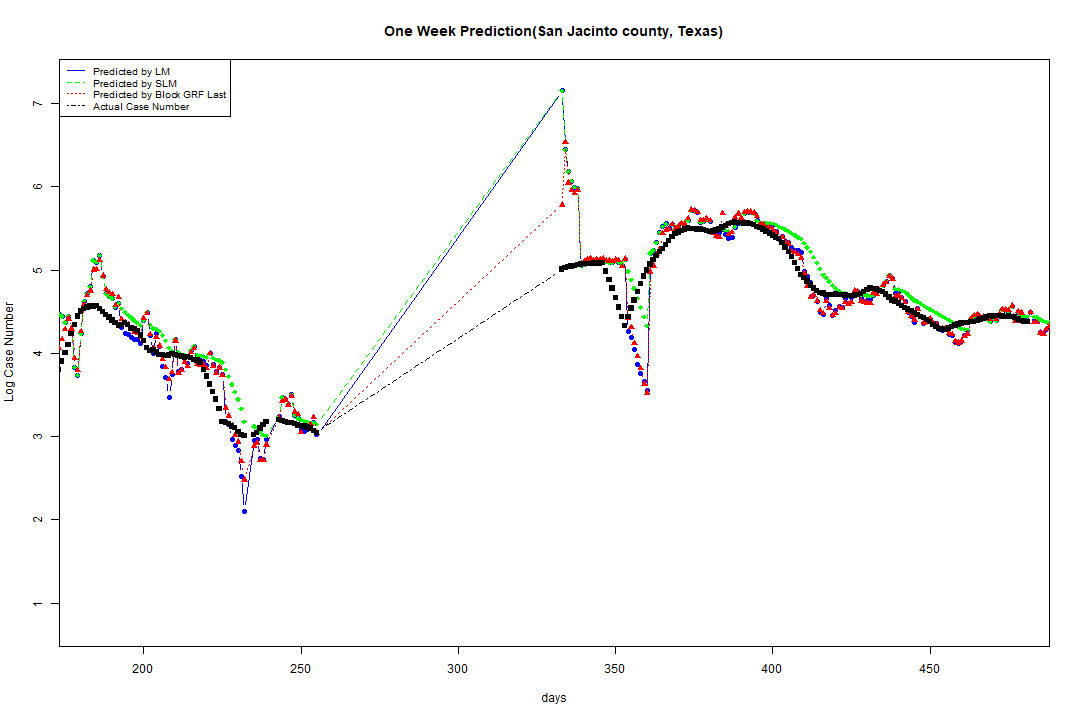 One Week Prediction(San Jacinto county, Texas)
Predicted by LM
Predicted by SLM
Predicted by Block GRF Last
Actual Case Number
Log Case Number
7
6
5
4
3
2
1
200 250 300 350 400 450
days